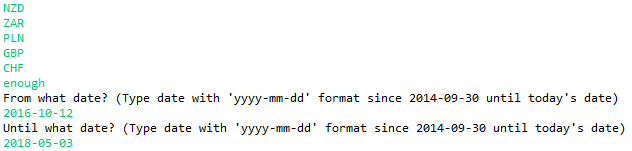 NZD
ZAR
PLN
GBP
CHF
enough
From what date? (Type date with 'yyyy-mm-dd' format since 2014-09-30 until today's date)
2016-10-12
Until what date? (Type date with 'yyyy-mm-dd' format since 2014-09-30 until today's date)
2018-05-03